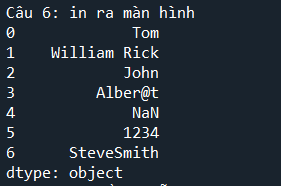 Câu 6: in ra màn hình
0 Tom
1 William Rick
2 John
3 Alber@t
4 NaN
5 1234
6 SteveSmith
dtype: object